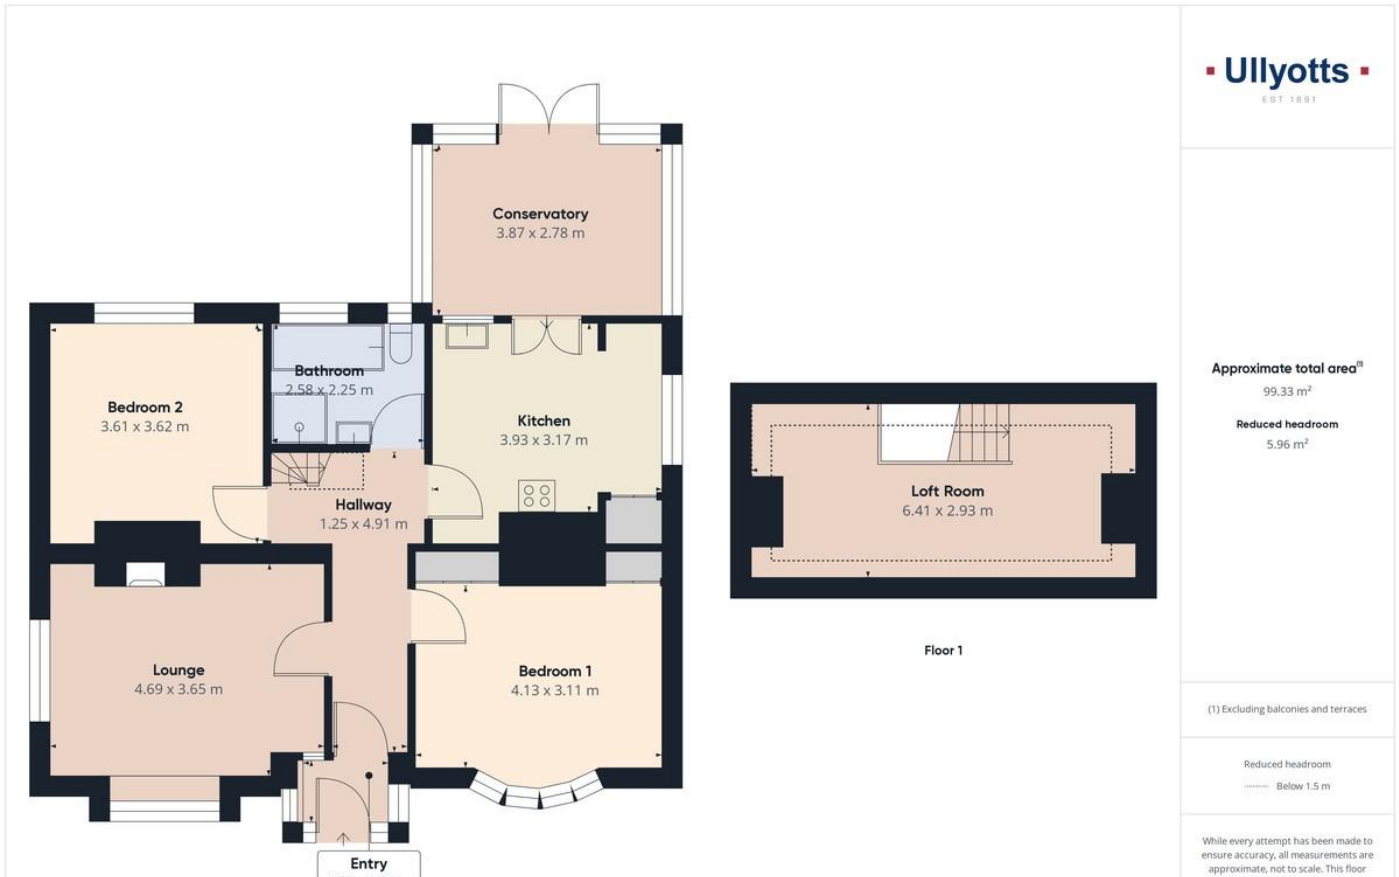 Ullyotts
EST 1891
Conservatory
3.87 x 2.78 m
Bathroom
2.58 x 2.25 m
Bedroom 2
3.61 x 3.62 m
Kitchen
3.93 x 3.17 m
Hallway
1.25 x 4.91 m
Lounge
4.69 x 3.65 m
Bedroom 1
4.13 x 3.11 m
Entry
Loft Room
6.41 x 2.93 m
Floor 1
Approximate total area(1)
99.33 m²
Reduced headroom
5.96 m²
(1) Excluding balconies and terraces
Reduced headroom
Below 1.5 m
While every attempt has been made to
ensure accuracy, all measurements are
approximate, not to scale. This floor